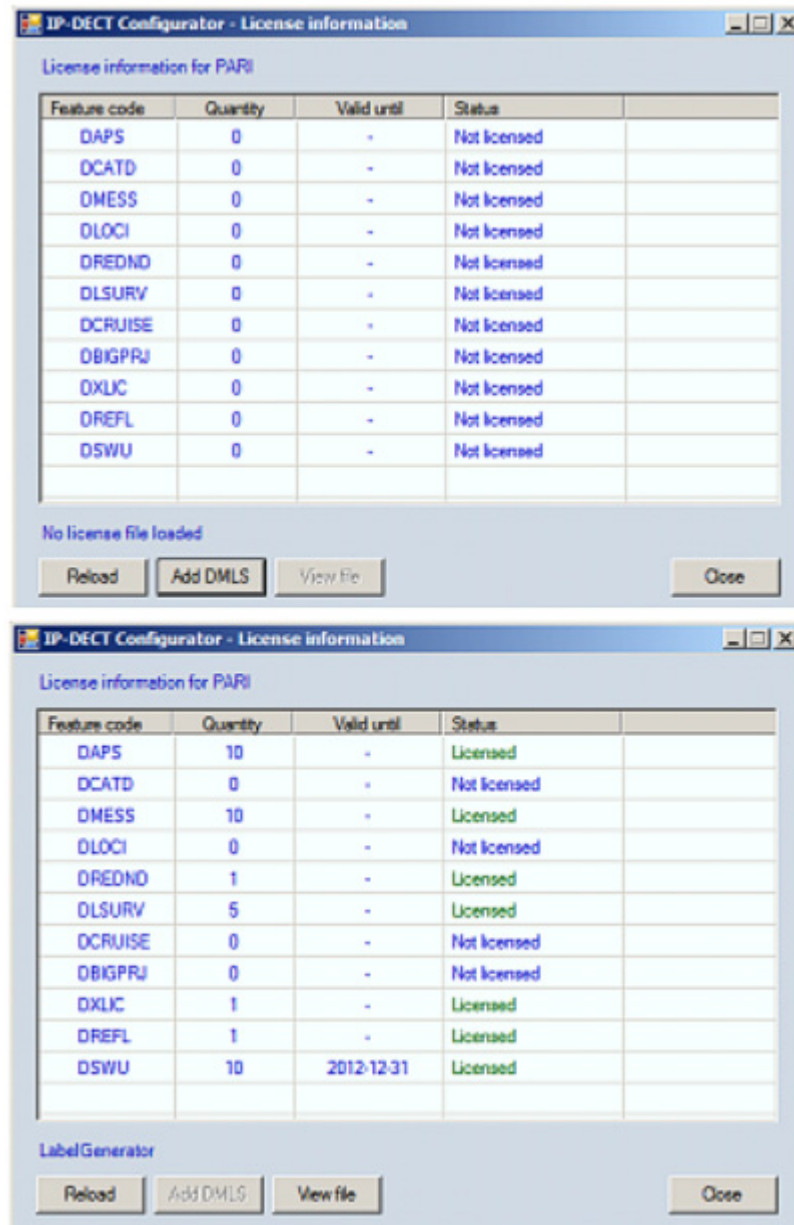 IP-DECT Configurator - License information
License information for PARI
Feature code Quantity Valid until Status
DAPS 0 - Not licensed
DCATD 0 - Not licensed
DMESS 0 - Not licensed
DLOCI 0 - Not licensed
DREDND 0 - Not licensed
DLSURV 0 - Not licensed
DCRUISE 0 - Not licensed
DBIGPRJ 0 - Not licensed
DXLIC 0 - Not licensed
DREFL 0 - Not licensed
DSWU 0 - Not licensed
No license file loaded
Reload Add DMLS View file Close
IP-DECT Configurator - License information
License information for PARI
Feature code Quantity Valid until Status
DAPS 10 - Licensed
DCATD 0 - Not licensed
DMESS 10 - Licensed
DLOCI 0 - Not licensed
DREDND 1 - Licensed
DLSURV 5 - Licensed
DCRUISE 0 - Not licensed
DBIGPRJ 0 - Not licensed
DXLIC 1 - Licensed
DREFL 1 - Licensed
DSWU 10 2012-12-31 Licensed
LabelGenerator
Reload Add DMLS View file Close